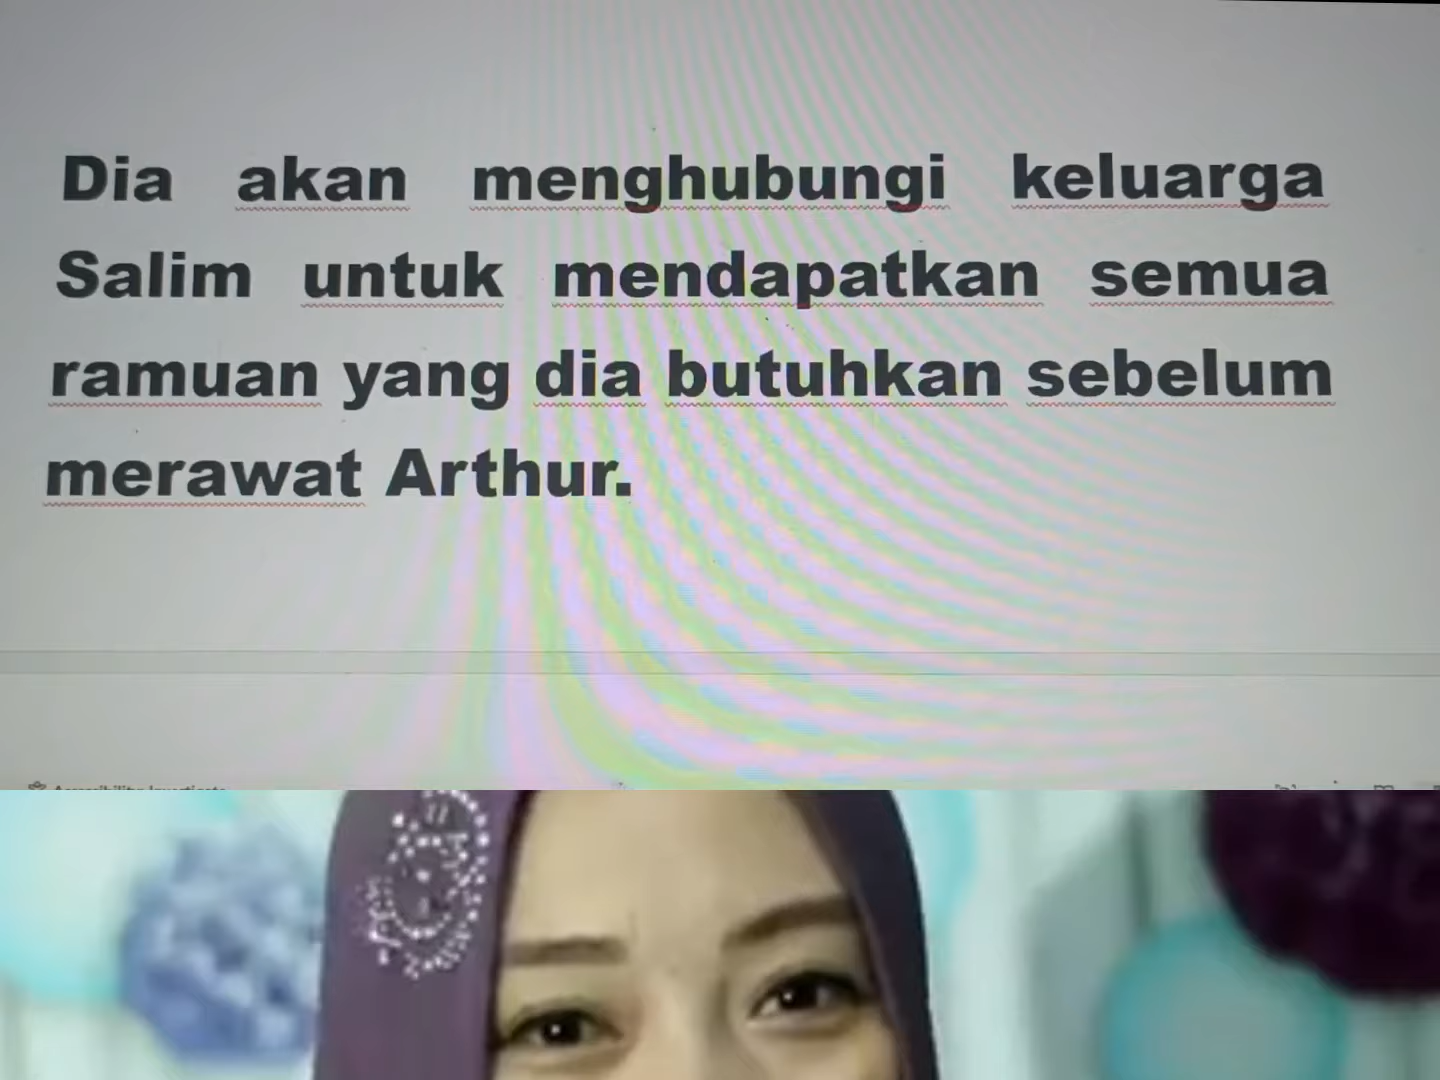 Dia akan menghubungi keluarga
Salim untuk mendapatkan semua
ramuan yang dia butuhkan sebelum
merawat Arthur.